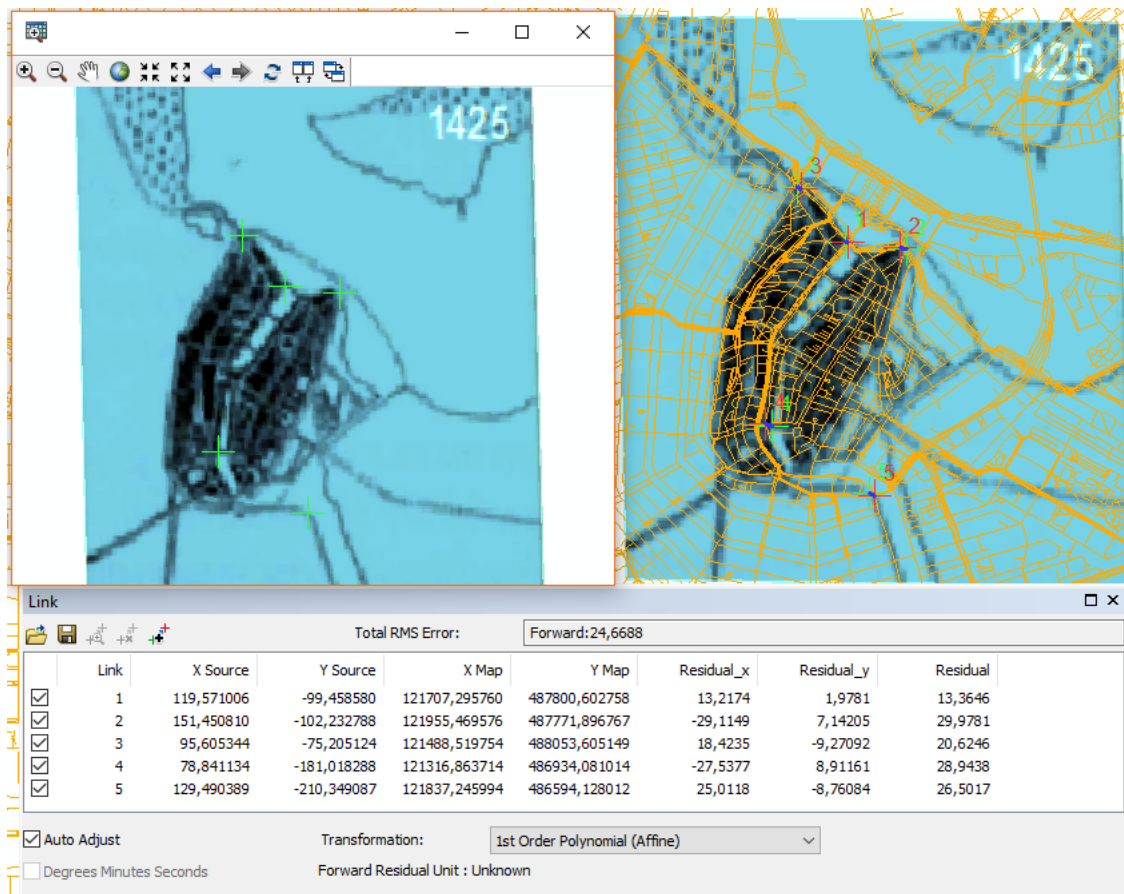 1425
1425
3
1
2
4
5
Link
Total RMS Error: Forward:24,6688
Link X Source Y Source X Map Y Map Residual_x Residual_y Residual
1 119,571006 -99,458580 121707,295760 487800,602758 13,2174 1,9781 13,3646
2 151,450810 -102,232788 121955,469576 487771,896767 -29,1149 7,14205 29,9781
3 95,605344 -75,205124 121488,519754 488053,605149 18,4235 -9,27092 20,6246
4 78,841134 -181,018288 121316,863714 486934,081014 -27,5377 8,91161 28,9438
5 129,490389 -210,349087 121837,245994 486594,128012 25,0118 -8,76084 26,5017
Auto Adjust Transformation: 1st Order Polynomial (Affine)
Degrees Minutes Seconds Forward Residual Unit : Unknown